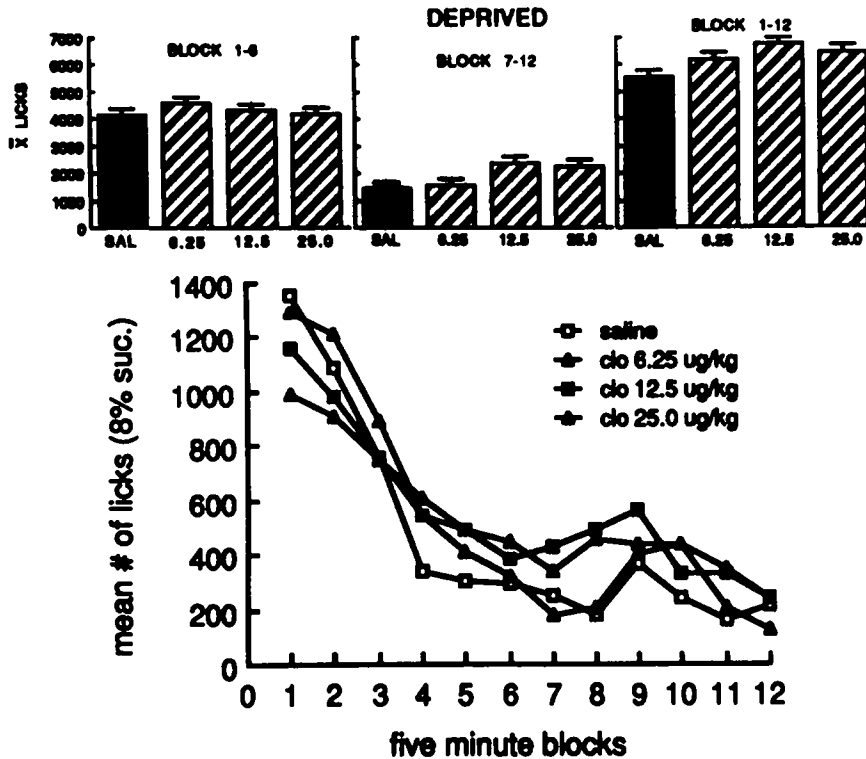 DEPRIVED
BLOCK 1-6
BLOCK 7-12
BLOCK 1-12
7000
6000
5000
4000
3000
2000
1000
0
X̄ LICKS
SAL 6.25 12.5 25.0
SAL 6.25 12.5 25.0
SAL 6.25 12.5 25.0
1400
1200
1000
800
600
400
200
0
mean # of licks (8% suc.)
saline
clo 6.25 ug/kg
clo 12.5 ug/kg
clo 25.0 ug/kg
0 1 2 3 4 5 6 7 8 9 10 11 12
five minute blocks